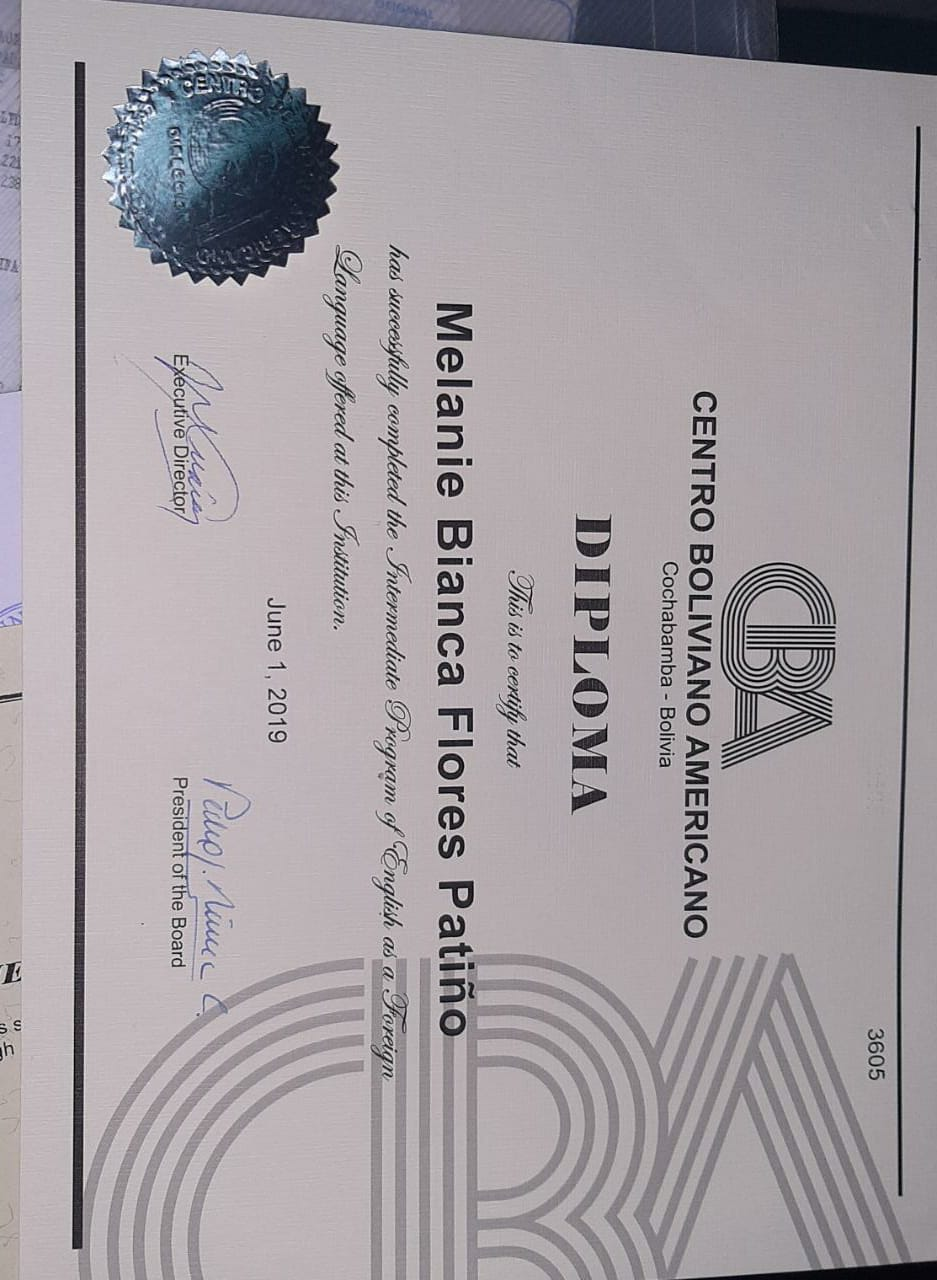 3605
CBA
CENTRO BOLIVIANO AMERICANO
Cochabamba - Bolivia
DIPLOMA
This is to certify that
Melanie Bianca Flores Patiño
has successfully completed the Intermediate Program of English as a Foreign
Language offered at this Institution.
June 1, 2019
Executive Director
President of the Board
CENTRO